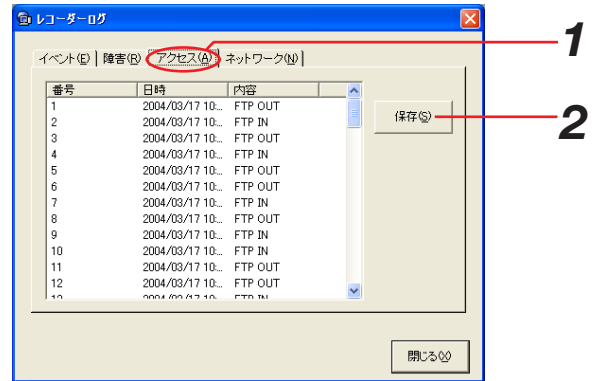 レコーダーログ
イベント(E) 障害(R) アクセス(A) ネットワーク(N)
1
番号 日時 内容
1 2004/03/17 10:... FTP OUT
2 2004/03/17 10:... FTP IN
3 2004/03/17 10:... FTP OUT
4 2004/03/17 10:... FTP IN
5 2004/03/17 10:... FTP OUT
6 2004/03/17 10:... FTP OUT
7 2004/03/17 10:... FTP IN
8 2004/03/17 10:... FTP OUT
9 2004/03/17 10:... FTP IN
10 2004/03/17 10:... FTP IN
11 2004/03/17 10:... FTP OUT
12 2004/03/17 10:... FTP OUT
保存(S)
2
閉じる(X)